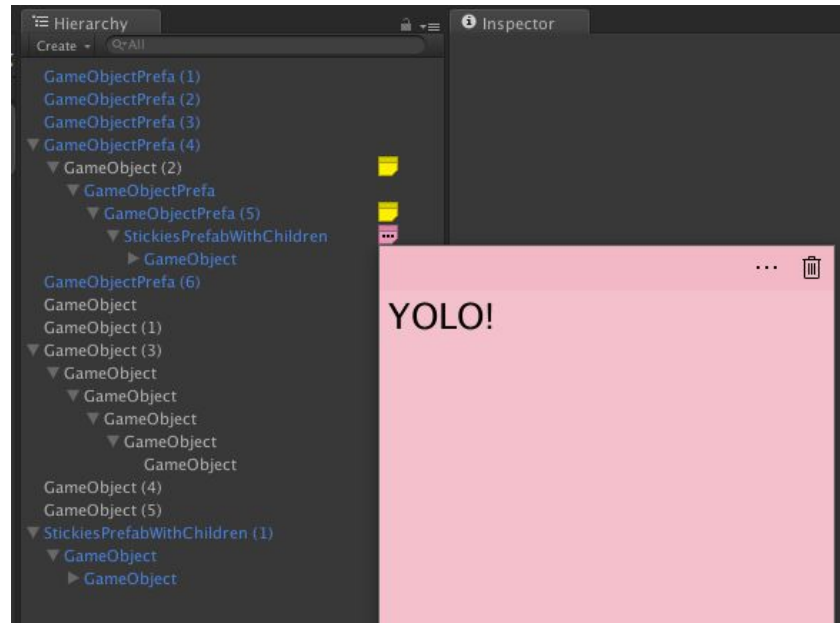 Hierarchy
Inspector
Create
All
GameObjectPrefa (1)
GameObjectPrefa (2)
GameObjectPrefa (3)
GameObjectPrefa (4)
GameObject (2)
GameObjectPrefa
GameObjectPrefa (5)
StickiesPrefabWithChildren
GameObject
GameObjectPrefa (6)
GameObject
GameObject (1)
GameObject (3)
GameObject
GameObject
GameObject
GameObject
GameObject
GameObject (4)
GameObject (5)
StickiesPrefabWithChildren (1)
GameObject
GameObject
YOLO!